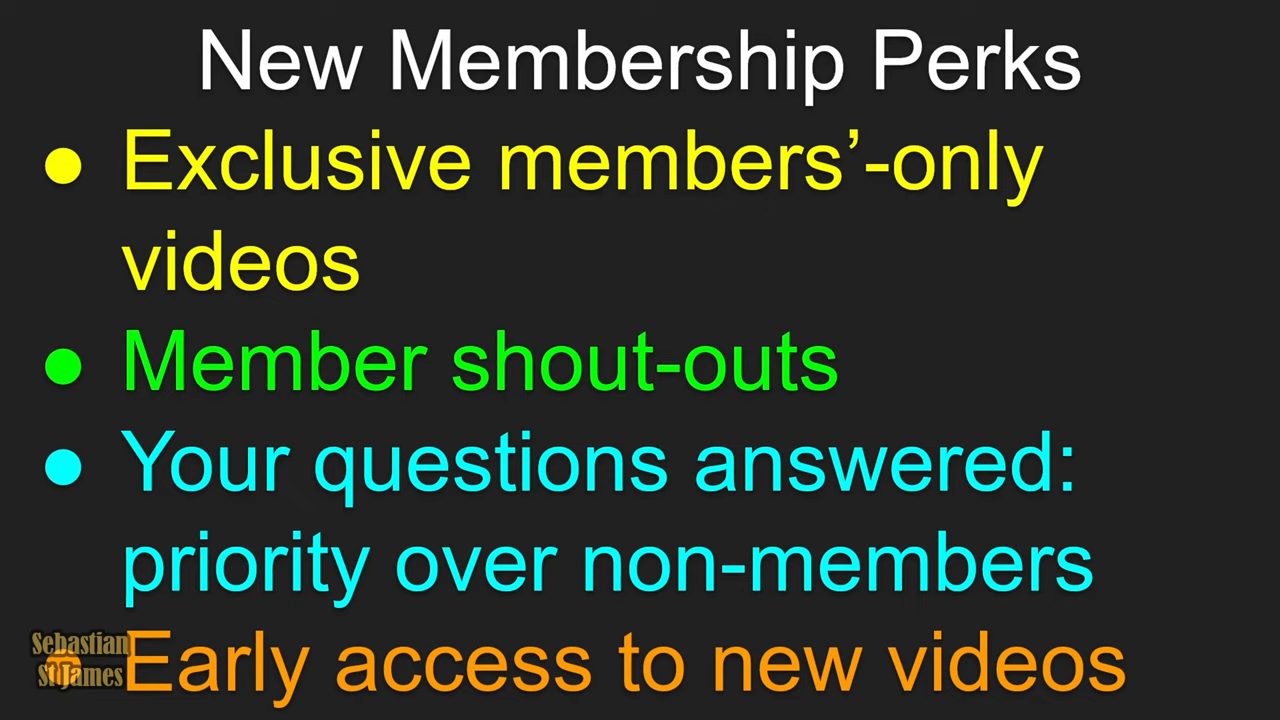 New Membership Perks
● Exclusive members’-only
videos
● Member shout-outs
● Your questions answered:
priority over non-members
● Early access to new videos
Sebastian
St James